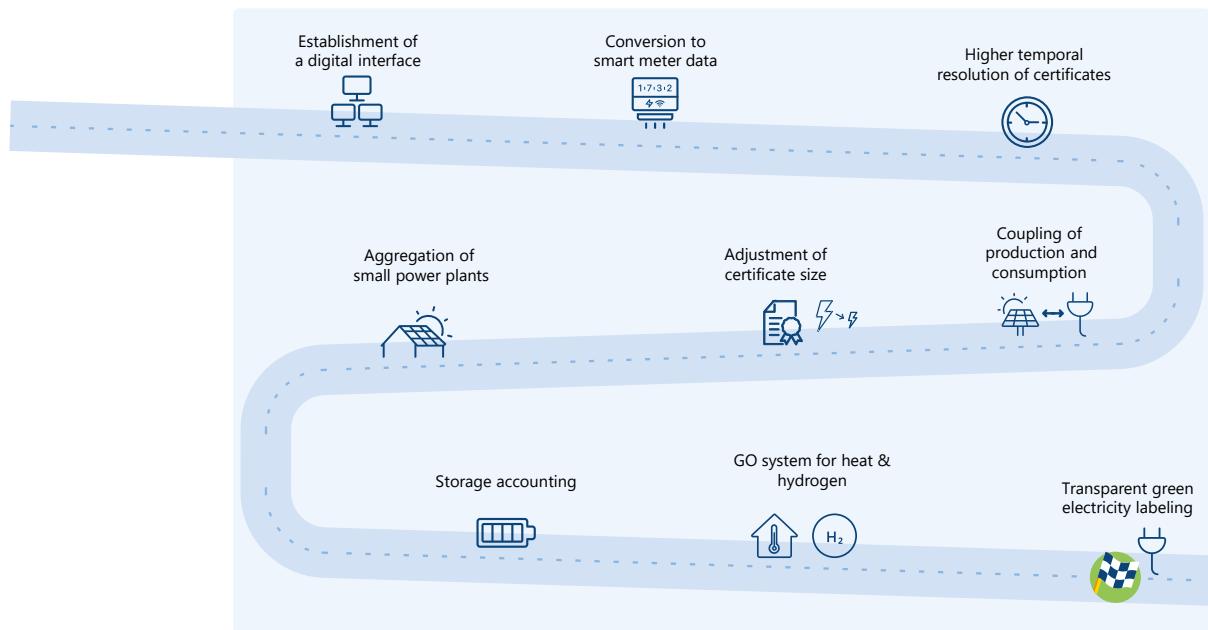 Establishment of
a digital interface
Conversion to
smart meter data
1 7 3 2
Higher temporal
resolution of certificates
Coupling of
production and
consumption
Adjustment of
certificate size
Aggregation of
small power plants
Storage accounting
GO system for heat &
hydrogen
H₂
Transparent green
electricity labeling